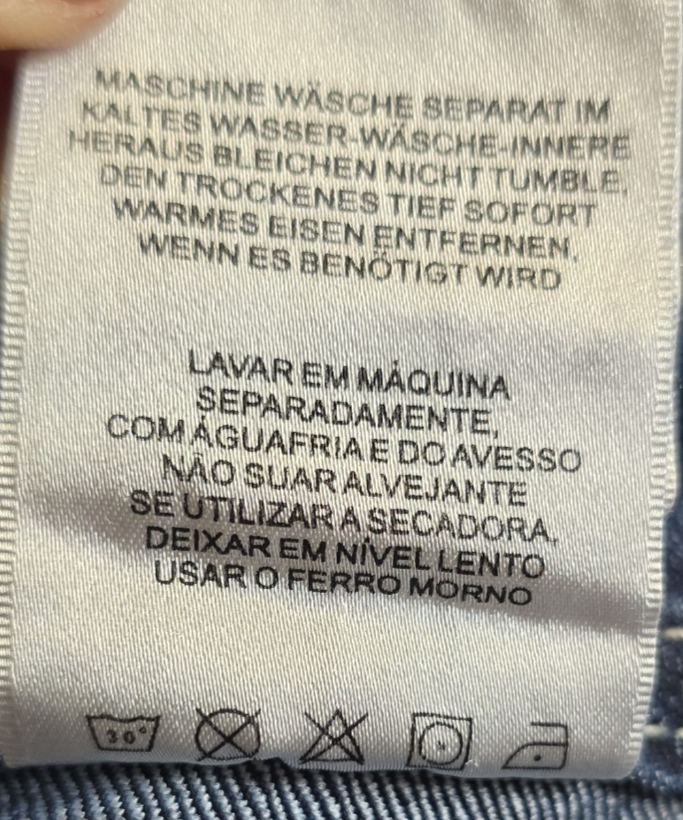 MASCHINE WÄSCHE SEPARAT IM
KALTES WASSER-WÄSCHE-INNERE
HERAUS BLEICHEN NICHT TUMBLE,
DEN TROCKENES TIEF SOFORT
WARMES EISEN ENTFERNEN,
WENN ES BENÖTIGT WIRD
LAVAR EM MÁQUINA
SEPARADAMENTE,
COM ÁGUAFRIA E DO AVESSO
NÃO SUAR ALVEJANTE
SE UTILIZAR A SECADORA,
DEIXAR EM NÍVEL LENTO
USAR O FERRO MORNO
30°